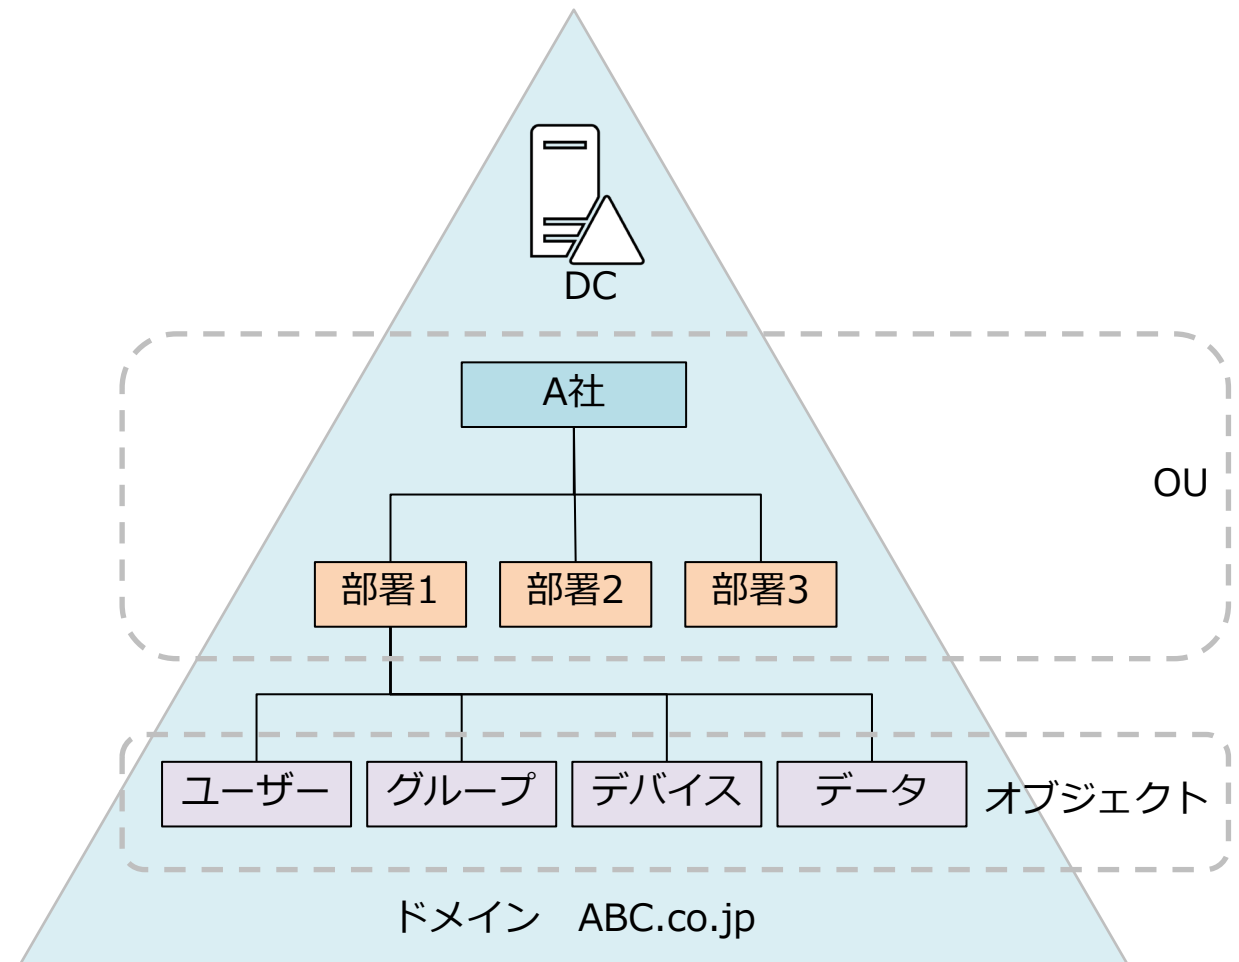 DC
A社
OU
部署1
部署2
部署3
ユーザー
グループ
デバイス
データ
オブジェクト
ドメイン　ABC.co.jp